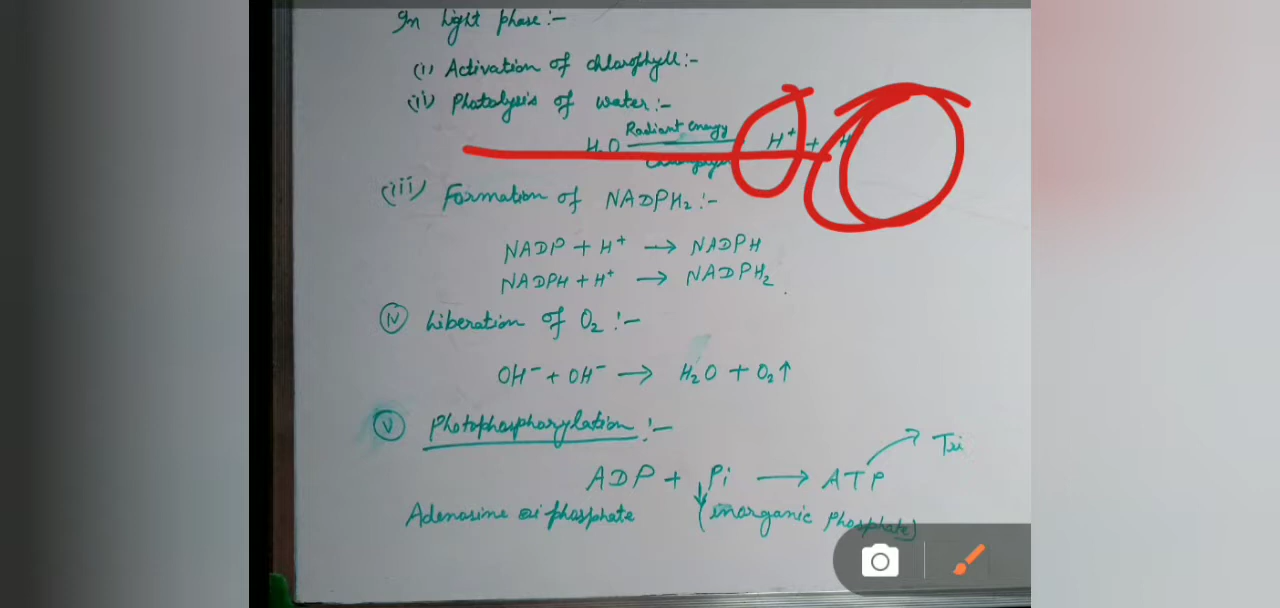 In light phase:-
(i) Activation of chlorophyll:-
(ii) Photolysis of water:-
H2O Radiant energy H+ +
(iii) Formation of NADPH2:-
NADP + H+ → NADPH
NADPH + H+ → NADPH2.
(IV) Liberation of O2:-
OH- + OH- → H2O + O2↑
(V) Photophosphorylation:-
Tri
ADP + Pi → ATP
Adenosine di phosphate (inorganic phosphate)